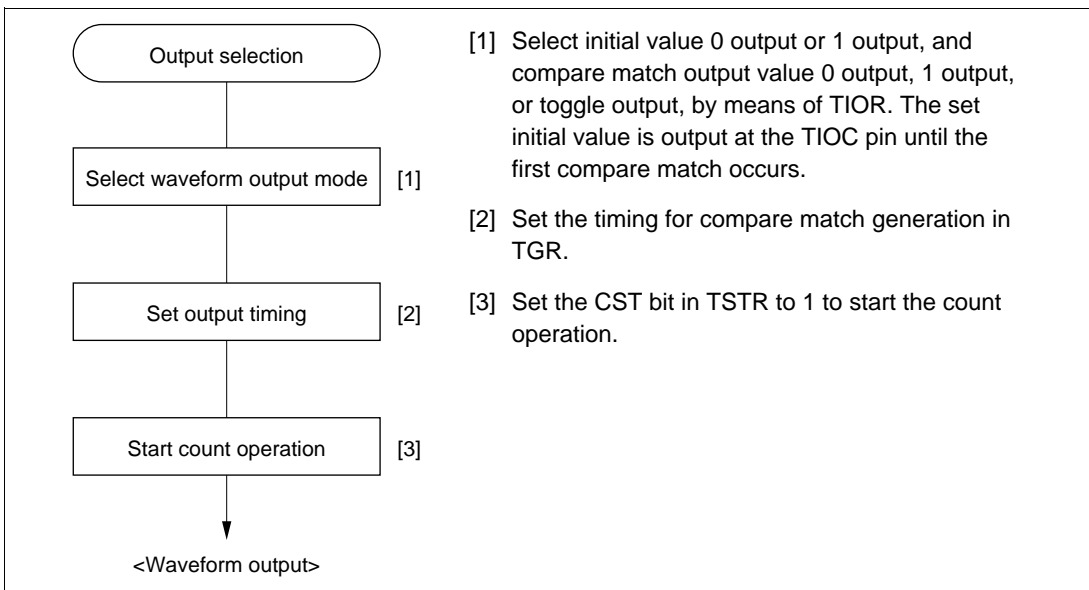 Output selection
Select waveform output mode [1]
Set output timing [2]
Start count operation [3]
<Waveform output>
[1] Select initial value 0 output or 1 output, and
compare match output value 0 output, 1 output,
or toggle output, by means of TIOR. The set
initial value is output at the TIOC pin until the
first compare match occurs.
[2] Set the timing for compare match generation in
TGR.
[3] Set the CST bit in TSTR to 1 to start the count
operation.